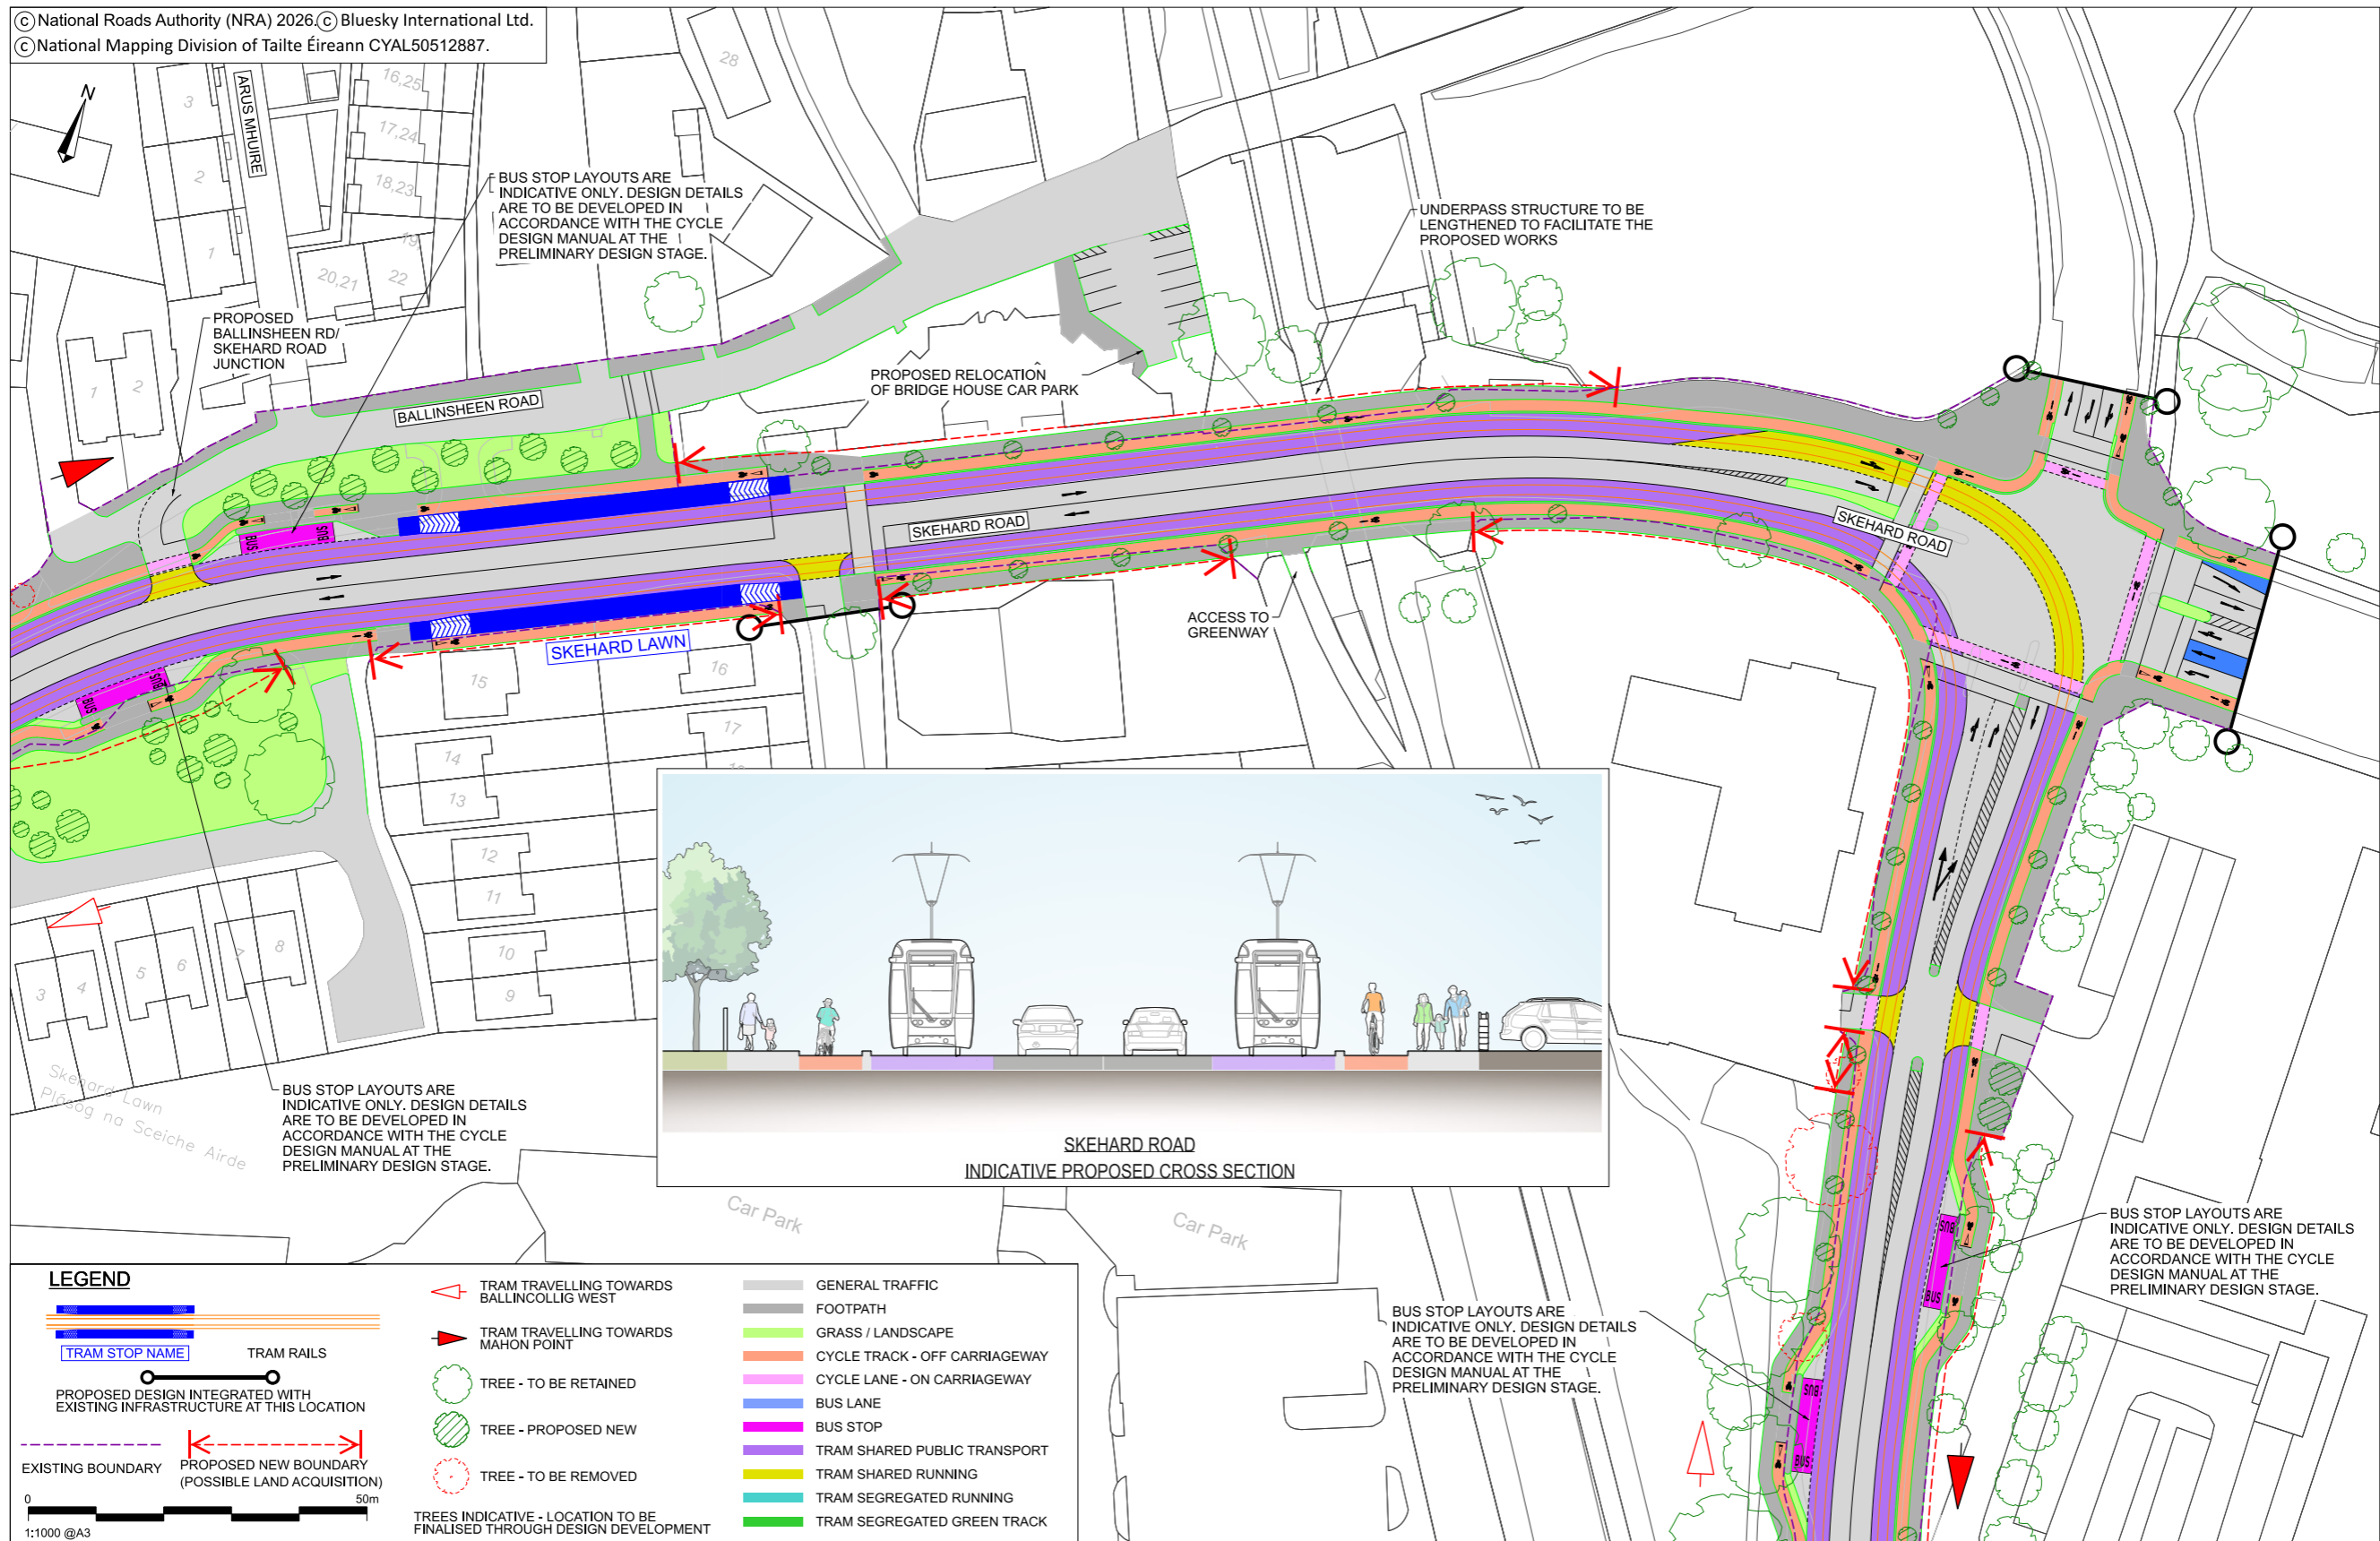 © National Roads Authority (NRA) 2026. © Bluesky International Ltd.
© National Mapping Division of Tailte Éireann CYAL50512887.
N
ARUS MHUIRE
3
2
1
16,25
17,24
18,23
19,
20,21
22
28
1
2
BUS STOP LAYOUTS ARE
INDICATIVE ONLY. DESIGN DETAILS
ARE TO BE DEVELOPED IN
ACCORDANCE WITH THE CYCLE
DESIGN MANUAL AT THE
PRELIMINARY DESIGN STAGE.
PROPOSED
BALLINSHEEN RD/
SKEHARD ROAD
JUNCTION
UNDERPASS STRUCTURE TO BE
LENGTHENED TO FACILITATE THE
PROPOSED WORKS
PROPOSED RELOCATION
OF BRIDGE HOUSE CAR PARK
BALLINSHEEN ROAD
SKEHARD ROAD
SKEHARD ROAD
BUS
BUS
BUS
BUS
ACCESS TO
GREENWAY
SKEHARD LAWN
15
16
17
14
13
12
11
10
9
3
4
5
6
7
8
Skehard Lawn
Plásóg na Sceiche Airde
BUS STOP LAYOUTS ARE
INDICATIVE ONLY. DESIGN DETAILS
ARE TO BE DEVELOPED IN
ACCORDANCE WITH THE CYCLE
DESIGN MANUAL AT THE
PRELIMINARY DESIGN STAGE.
SKEHARD ROAD
INDICATIVE PROPOSED CROSS SECTION
Car Park
Car Park
BUS STOP LAYOUTS ARE
INDICATIVE ONLY. DESIGN DETAILS
ARE TO BE DEVELOPED IN
ACCORDANCE WITH THE CYCLE
DESIGN MANUAL AT THE
PRELIMINARY DESIGN STAGE.
BUS
BUS
BUS STOP LAYOUTS ARE
INDICATIVE ONLY. DESIGN DETAILS
ARE TO BE DEVELOPED IN
ACCORDANCE WITH THE CYCLE
DESIGN MANUAL AT THE
PRELIMINARY DESIGN STAGE.
BUS
BUS
LEGEND
TRAM STOP NAME
TRAM RAILS
PROPOSED DESIGN INTEGRATED WITH
EXISTING INFRASTRUCTURE AT THIS LOCATION
EXISTING BOUNDARY
PROPOSED NEW BOUNDARY
(POSSIBLE LAND ACQUISITION)
0
50m
1:1000 @A3
TRAM TRAVELLING TOWARDS
BALLINCOLLIG WEST
TRAM TRAVELLING TOWARDS
MAHON POINT
TREE - TO BE RETAINED
TREE - PROPOSED NEW
TREE - TO BE REMOVED
TREES INDICATIVE - LOCATION TO BE
FINALISED THROUGH DESIGN DEVELOPMENT
GENERAL TRAFFIC
FOOTPATH
GRASS / LANDSCAPE
CYCLE TRACK - OFF CARRIAGEWAY
CYCLE LANE - ON CARRIAGEWAY
BUS LANE
BUS STOP
TRAM SHARED PUBLIC TRANSPORT
TRAM SHARED RUNNING
TRAM SEGREGATED RUNNING
TRAM SEGREGATED GREEN TRACK